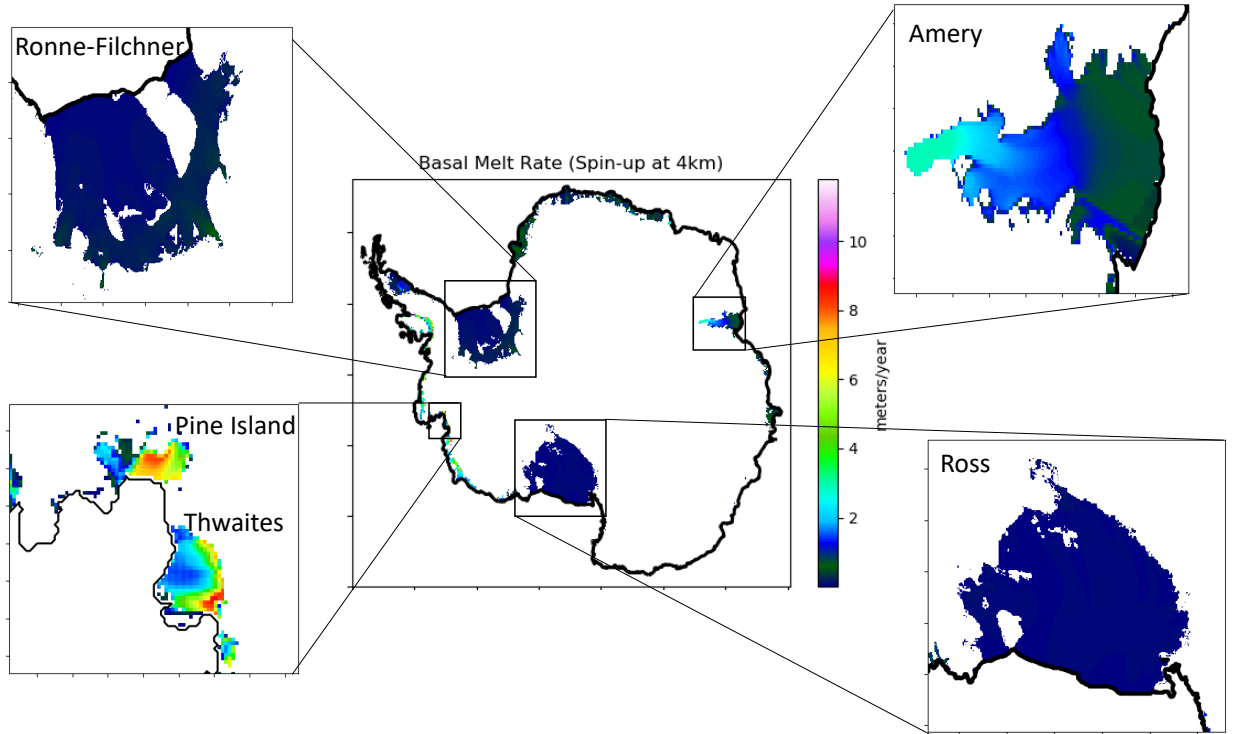 Ronne-Filchner
Amery
Basal Melt Rate (Spin-up at 4km)
10
8
6
4
2
meters/year
Pine Island
Thwaites
Ross